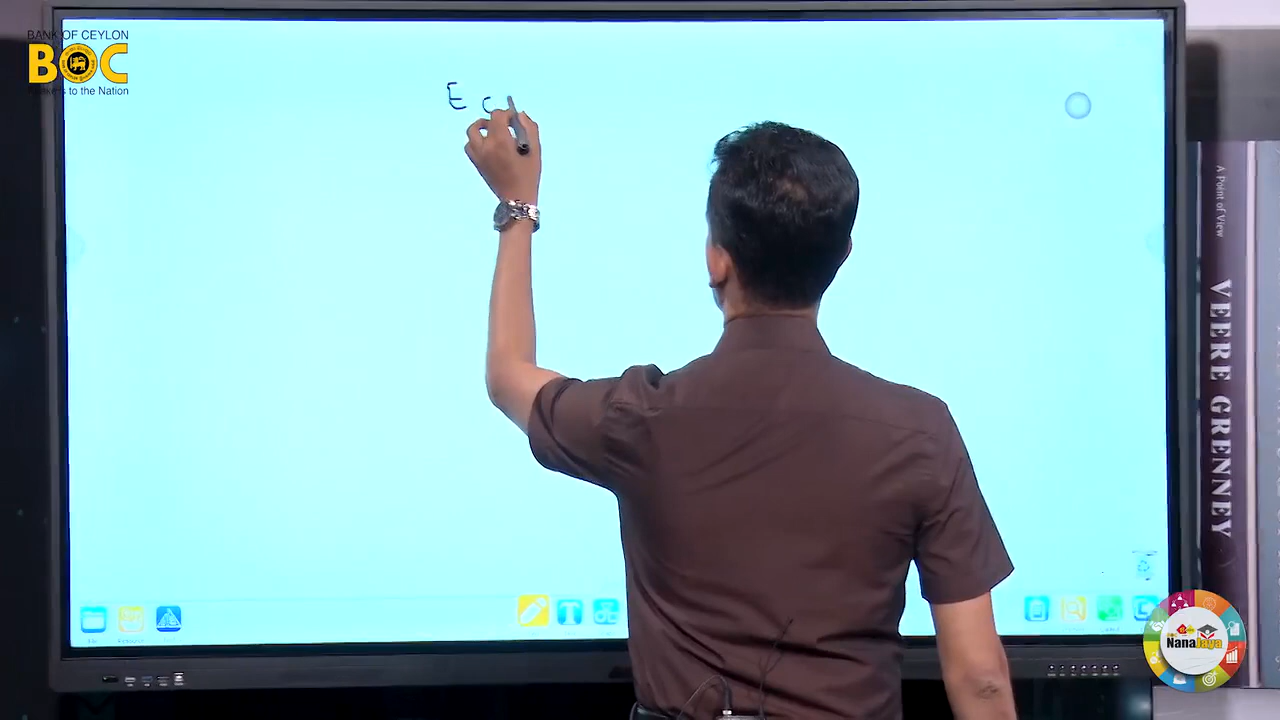 BANK OF CEYLON
BOC
to the Nation
E c
A Point of View
VEERE GRENNEY
T
NanaJaya